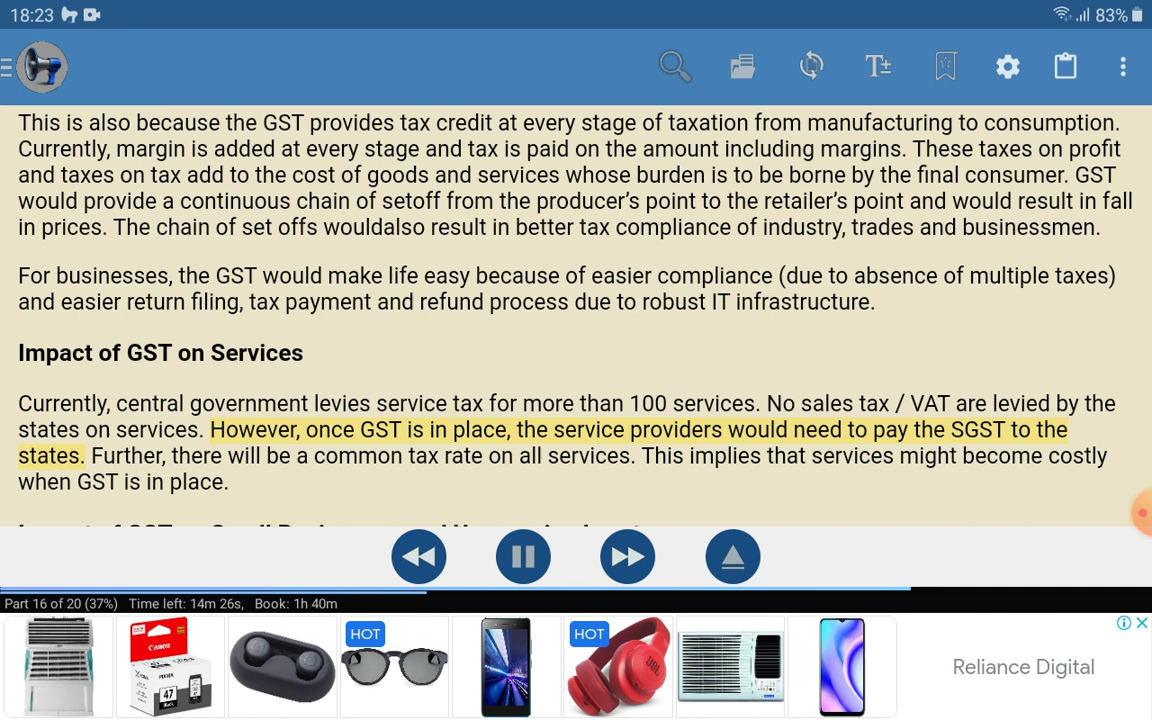 18:23
83%
This is also because the GST provides tax credit at every stage of taxation from manufacturing to consumption.
Currently, margin is added at every stage and tax is paid on the amount including margins. These taxes on profit
and taxes on tax add to the cost of goods and services whose burden is to be borne by the final consumer. GST
would provide a continuous chain of setoff from the producer’s point to the retailer’s point and would result in fall
in prices. The chain of set offs wouldalso result in better tax compliance of industry, trades and businessmen.
For businesses, the GST would make life easy because of easier compliance (due to absence of multiple taxes)
and easier return filing, tax payment and refund process due to robust IT infrastructure.
Impact of GST on Services
Currently, central government levies service tax for more than 100 services. No sales tax / VAT are levied by the
states on services. However, once GST is in place, the service providers would need to pay the SGST to the
states. Further, there will be a common tax rate on all services. This implies that services might become costly
when GST is in place.
Part 16 of 20 (37%) Time left: 14m 26s, Book: 1h 40m
Canon
PIXMA
47
HOT
HOT
JBL
Reliance Digital